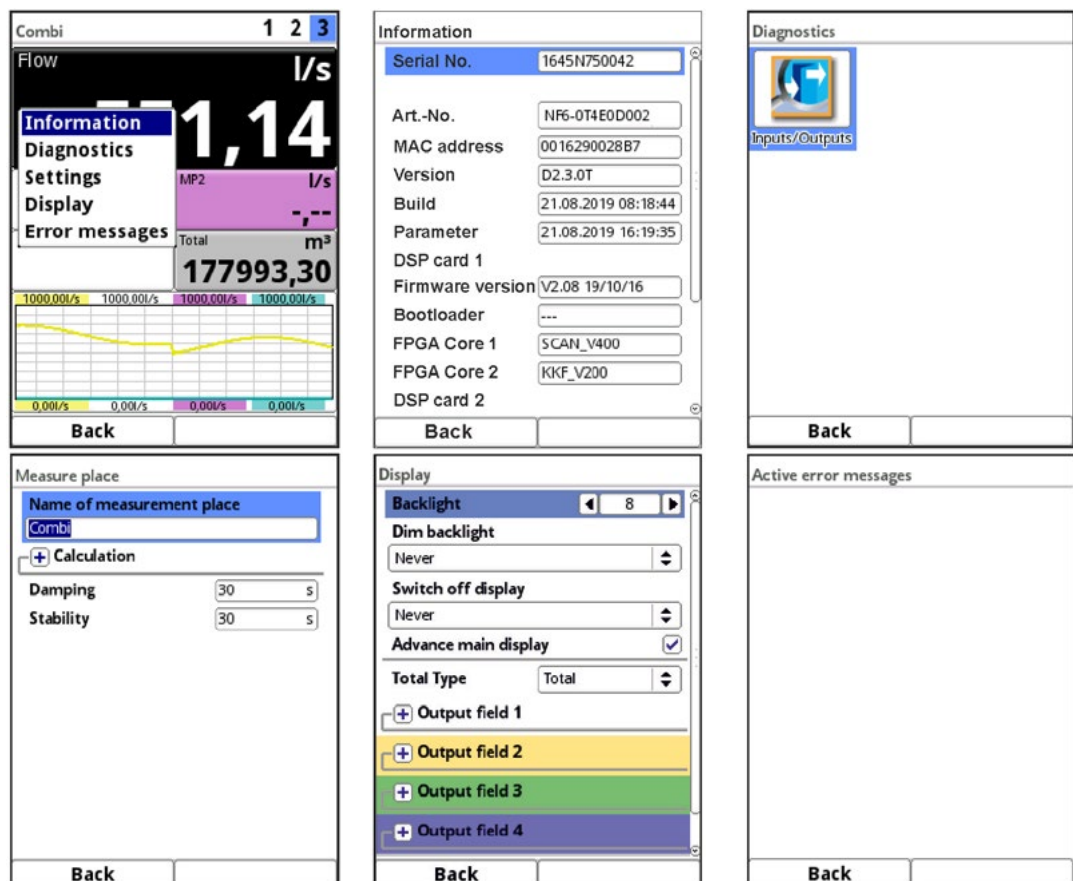 Combi 1 2 3
Flow l/s
1,14
Information
Diagnostics
Settings
Display
Error messages
MP2 l/s
-,--
Total m³
177993,30
1000,00l/s 1000,00l/s 1000,00l/s 1000,00l/s
0,00l/s 0,00l/s 0,00l/s 0,00l/s
Back
Information
Serial No. 1645N750042
Art.-No. NF6-0T4E0D002
MAC address 0016290028B7
Version D2.3.0T
Build 21.08.2019 08:18:44
Parameter 21.08.2019 16:19:35
DSP card 1
Firmware version V2.08 19/10/16
Bootloader ---
FPGA Core 1 SCAN_V400
FPGA Core 2 KKF_V200
DSP card 2
Back
Diagnostics
Inputs/Outputs
Back
Measure place
Name of measurement place
Combi
+ Calculation
Damping 30 s
Stability 30 s
Back
Display
Backlight 8
Dim backlight
Never
Switch off display
Never
Advance main display
Total Type Total
+ Output field 1
+ Output field 2
+ Output field 3
+ Output field 4
Back
Active error messages
Back